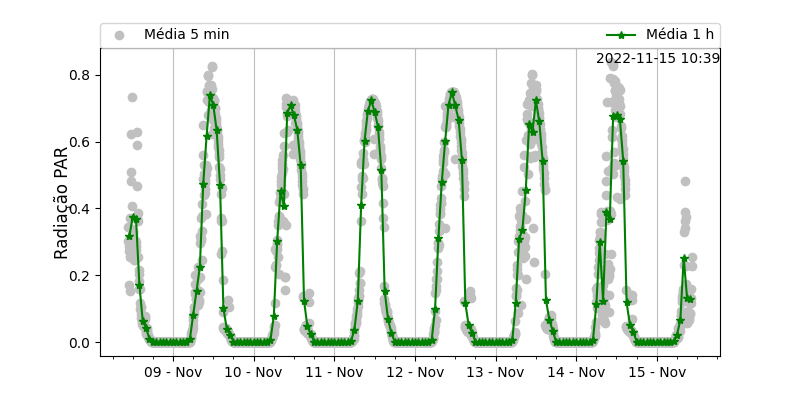 Média 5 min
Média 1 h
2022-11-15 10:39
Radiação PAR
0.8
0.6
0.4
0.2
0.0
09 - Nov
10 - Nov
11 - Nov
12 - Nov
13 - Nov
14 - Nov
15 - Nov